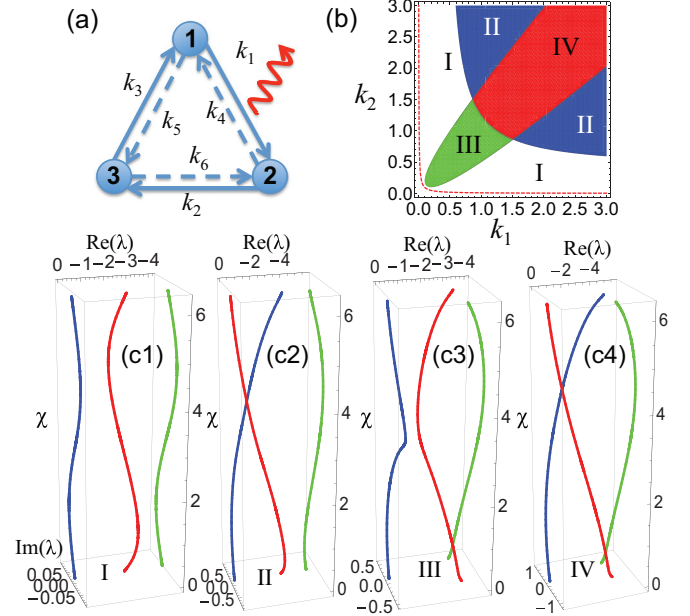 (a)
1
k1
k3
k5
k4
k6
3
2
k2
(b)
3.0
2.5
2.0
1.5
1.0
0.5
0.0
k2
I
II
IV
II
III
I
0.0 0.5 1.0 1.5 2.0 2.5 3.0
k1
Re(λ)
0 −1 −2 −3 −4
(c1)
χ
6
4
2
0
Im(λ)
0.05
0.00
−0.05
I
Re(λ)
0 −2 −4
(c2)
χ
6
4
2
0
0.5
0.0
−0.5
II
Re(λ)
0 −1 −2 −3 −4
(c3)
χ
6
4
2
0
0.5
0.0
−0.5
III
Re(λ)
0 −2 −4
(c4)
χ
6
4
2
0
1
0
−1
IV